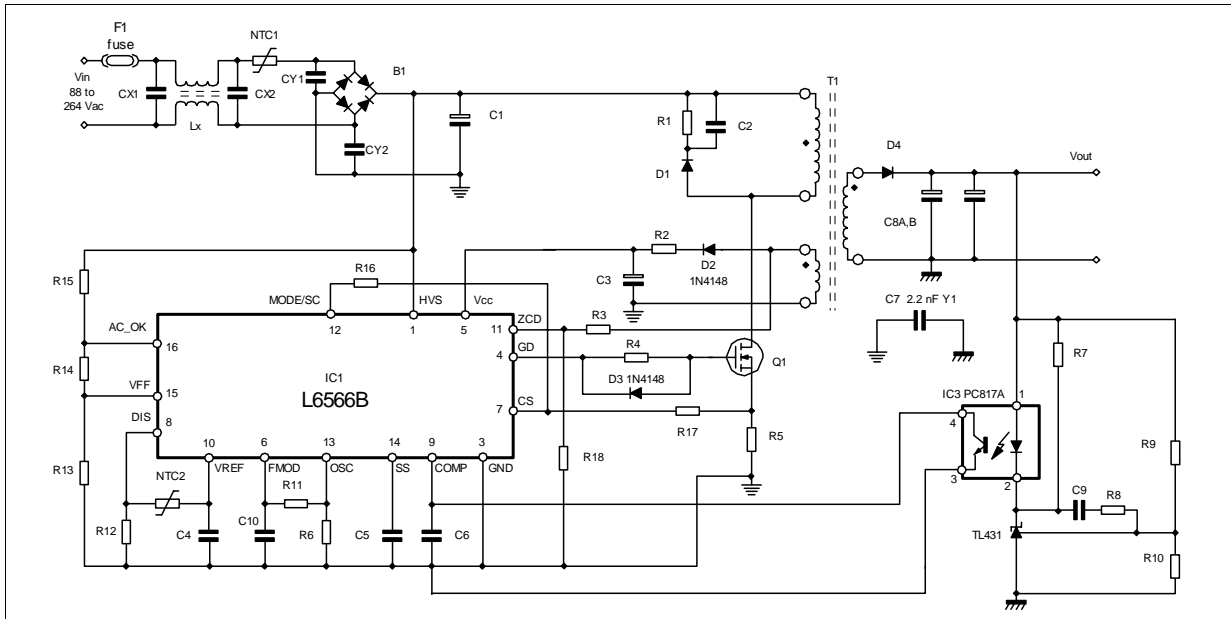 F1
fuse
NTC1
Vin
88 to
264 Vac
CX1
Lx
CX2
CY1
B1
CY2
C1
R1
C2
D1
T1
D4
Vout
C8A,B
R15
R16
MODE/SC
HVS
Vcc
C3
R2
D2
1N4148
C7 2.2 nF Y1
12
1
5
11
ZCD
R3
AC_OK
16
4
GD
R4
Q1
R7
R14
IC1
L6566B
D3 1N4148
VFF
15
IC3 PC817A
DIS
8
7
CS
R17
R5
4
1
R9
10
6
13
14
9
3
VREF
FMOD
OSC
SS
COMP
GND
R18
R13
NTC2
R11
3
2
C9
R8
R12
C4
C10
R6
C5
C6
TL431
R10